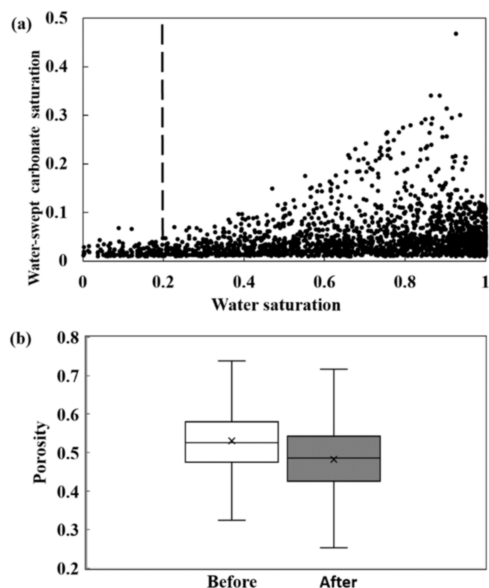 (a)
0.5
0.4
0.3
0.2
0.1
0
Water-swept carbonate saturation
0 0.2 0.4 0.6 0.8 1
Water saturation
(b)
0.8
0.7
0.6
0.5
0.4
0.3
0.2
Porosity
Before After